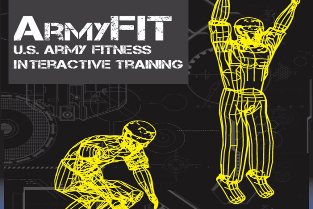 ArmyFIT
U.S. ARMY FITNESS
INTERACTIVE TRAINING